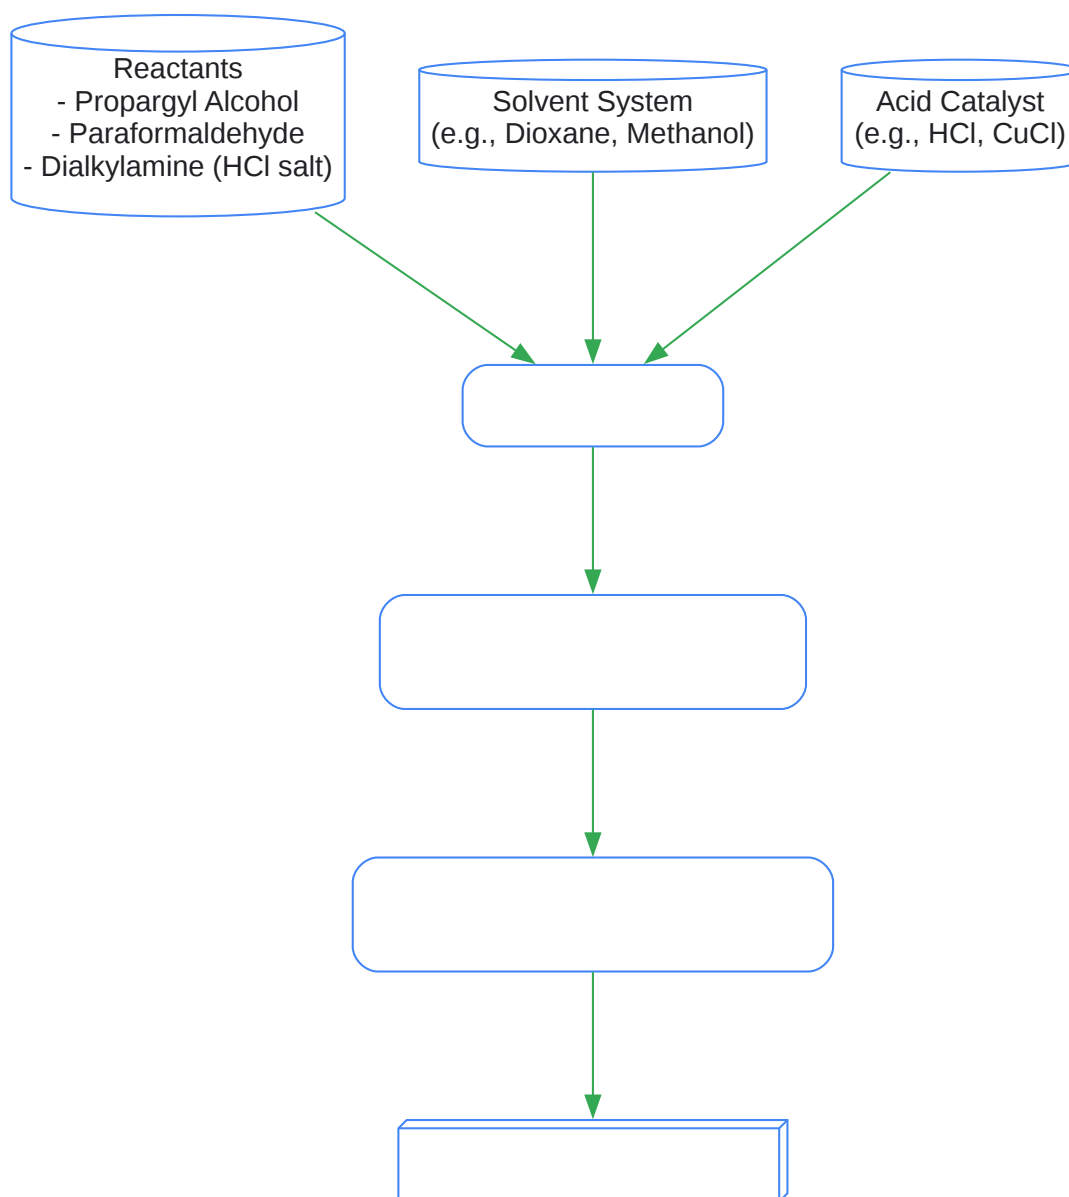 Reactants
- Propargyl Alcohol
- Paraformaldehyde
- Dialkylamine (HCl salt)
Solvent System
(e.g., Dioxane, Methanol)
Acid Catalyst
(e.g., HCl, CuCl)